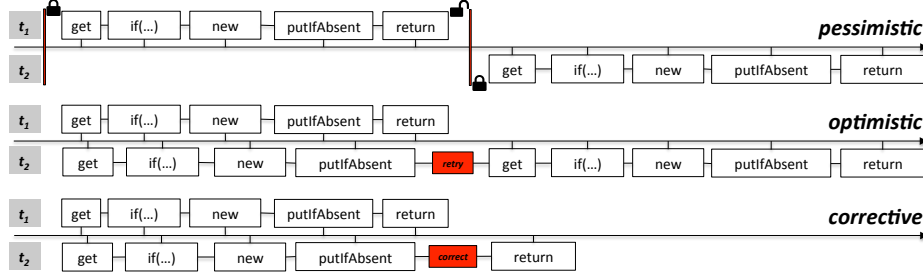 t1 get if(...) new putIfAbsent return
pessimistic
t2 get if(...) new putIfAbsent return
t1 get if(...) new putIfAbsent return
optimistic
t2 get if(...) new putIfAbsent retry get if(...) new putIfAbsent return
t1 get if(...) new putIfAbsent return
corrective
t2 get if(...) new putIfAbsent correct return